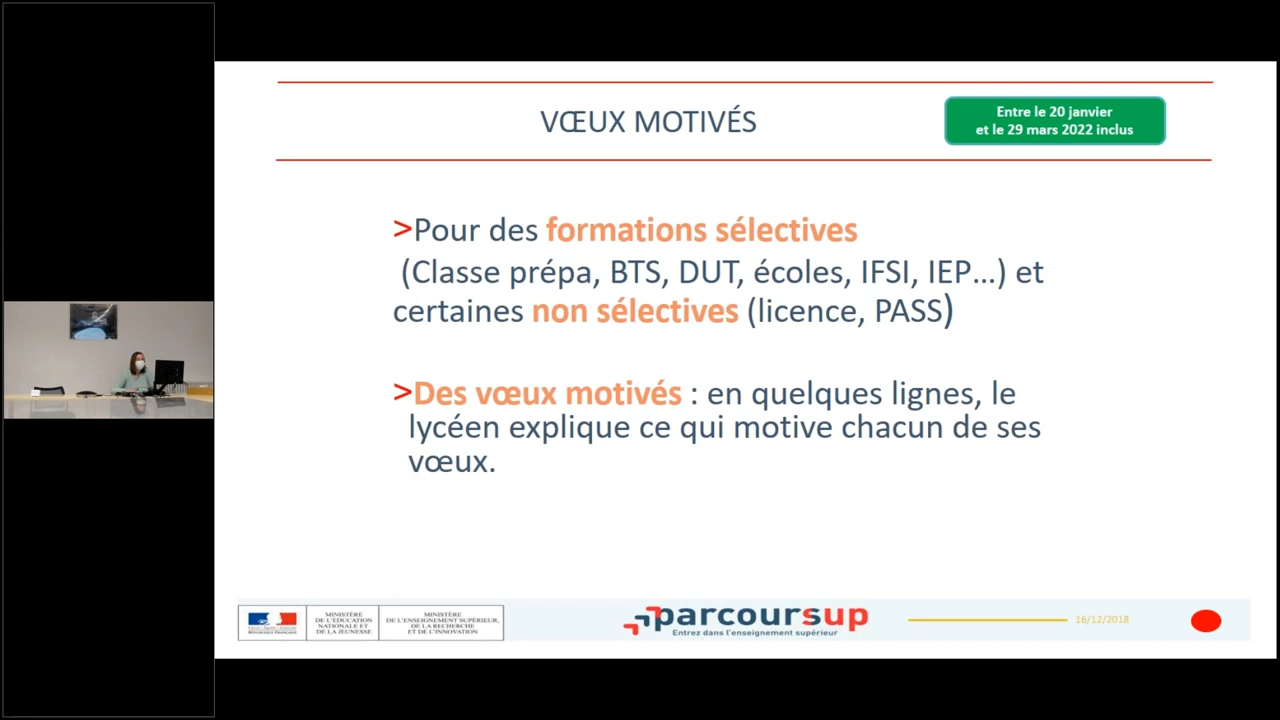 VŒUX MOTIVÉS
Entre le 20 janvier
et le 29 mars 2022 inclus
>Pour des formations sélectives
(Classe prépa, BTS, DUT, écoles, IFSI, IEP...) et
certaines non sélectives (licence, PASS)
>Des vœux motivés : en quelques lignes, le
lycéen explique ce qui motive chacun de ses
vœux.
RÉPUBLIQUE FRANÇAISE
MINISTÈRE
DE L'ÉDUCATION
NATIONALE ET
DE LA JEUNESSE
MINISTÈRE
DE L'ENSEIGNEMENT SUPÉRIEUR,
DE LA RECHERCHE
ET DE L'INNOVATION
parcoursup
Entrez dans l'enseignement supérieur
16/12/2018